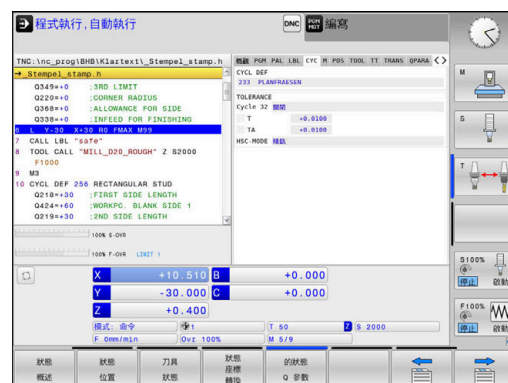 程式執行,自動執行
DNC
PGM MGT
編寫
TNC:\nc_prog\BHB\Klartext\_Stempel_stamp.h
→_Stempel_stamp.h
Q349=+0 ;3RD LIMIT
Q220=+0 ;CORNER RADIUS
Q368=+0 ;ALLOWANCE FOR SIDE
Q338=+0 ;INFEED FOR FINISHING
6 L Y-30 X+30 R0 FMAX M99
7 CALL LBL "safe"
8 TOOL CALL "MILL_D20_ROUGH" Z S2000
F1000
9 M3
10 CYCL DEF 256 RECTANGULAR STUD
Q218=+30 ;FIRST SIDE LENGTH
Q424=+60 ;WORKPC. BLANK SIDE 1
Q219=+30 ;2ND SIDE LENGTH
概觀 PGM PAL LBL CYC M POS TOOL TT TRANS QPARA
CYCL DEF
233 PLANFRAESEN
TOLERANCE
Cycle 32 關閉
T +0.0100
TA +0.0100
HSC-MODE 精銑
100% S-OVR
100% F-OVR LIMIT 1
X +10.510 B +0.000
Y -30.000 C +0.000
Z +0.400
模式: 命令 1 T 50 Z S 2000
F 0mm/min Ovr 100% M 5/9
M
S
T
S100%
停止 啟動
F100%
停止 啟動
狀態 概述
狀態 位置
刀具 狀態
狀態 座標 轉換
的狀態 Q 參數